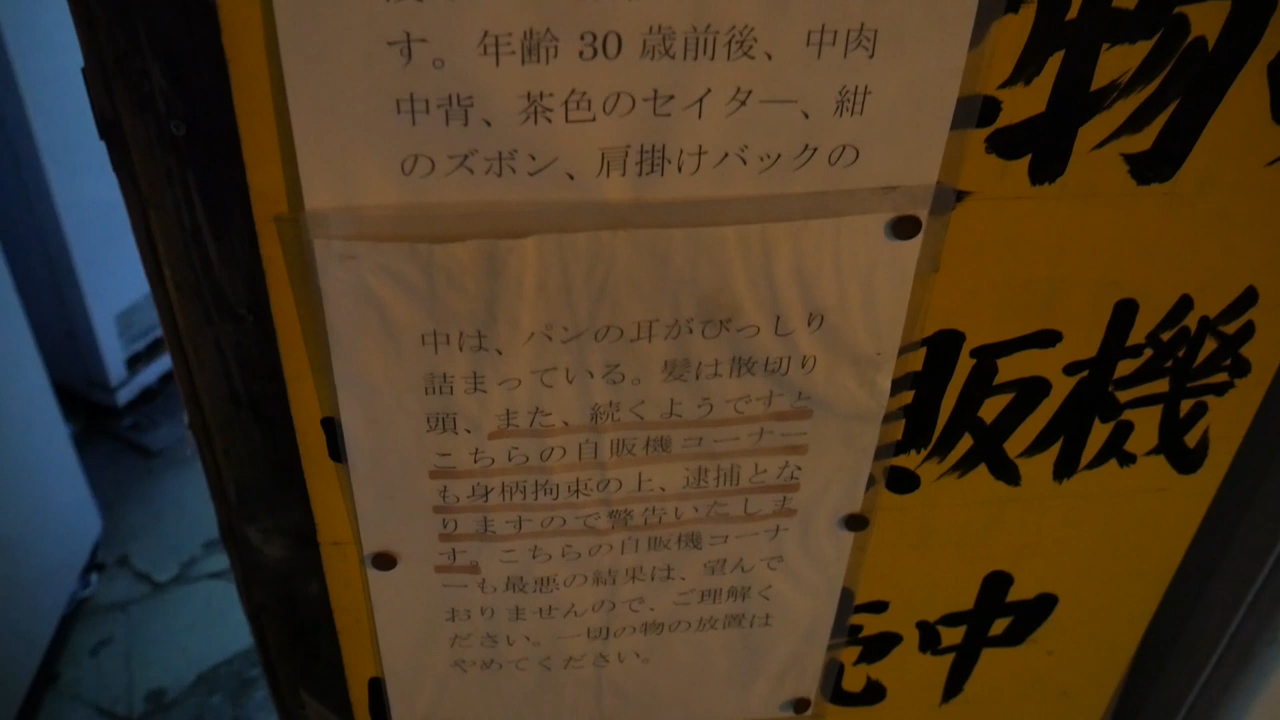 す。年齢 30 歳前後、中肉
中背、茶色のセイター、紺
のズボン、肩掛けバックの
中は、パンの耳がびっしり
詰まっている。髪は散切り
頭、また、続くようですと
こちらの自販機コーナー
も身柄拘束の上、逮捕とな
りますので警告いたしま
す。こちらの自販機コーナ
ーも最悪の結果は、望んで
おりませんので、ご理解く
ださい。一切の物の放置は
やめてください。
物
販機
売中